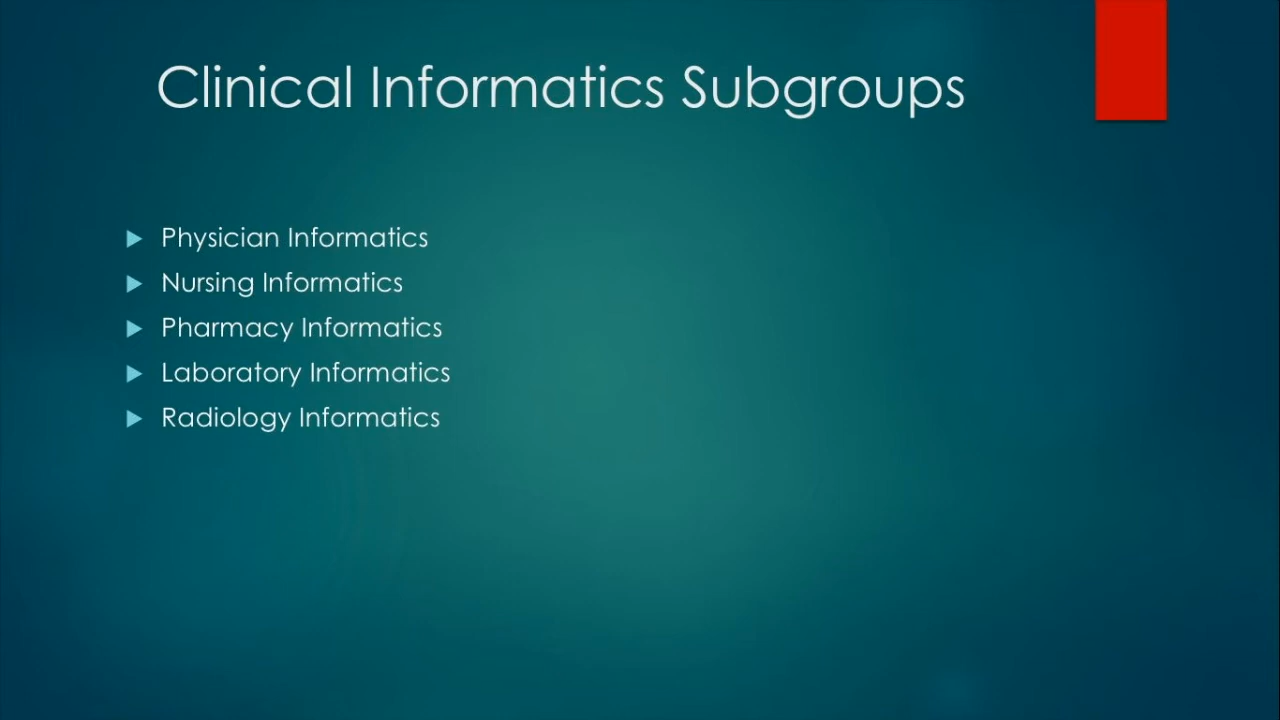 Clinical Informatics Subgroups
Physician Informatics
Nursing Informatics
Pharmacy Informatics
Laboratory Informatics
Radiology Informatics